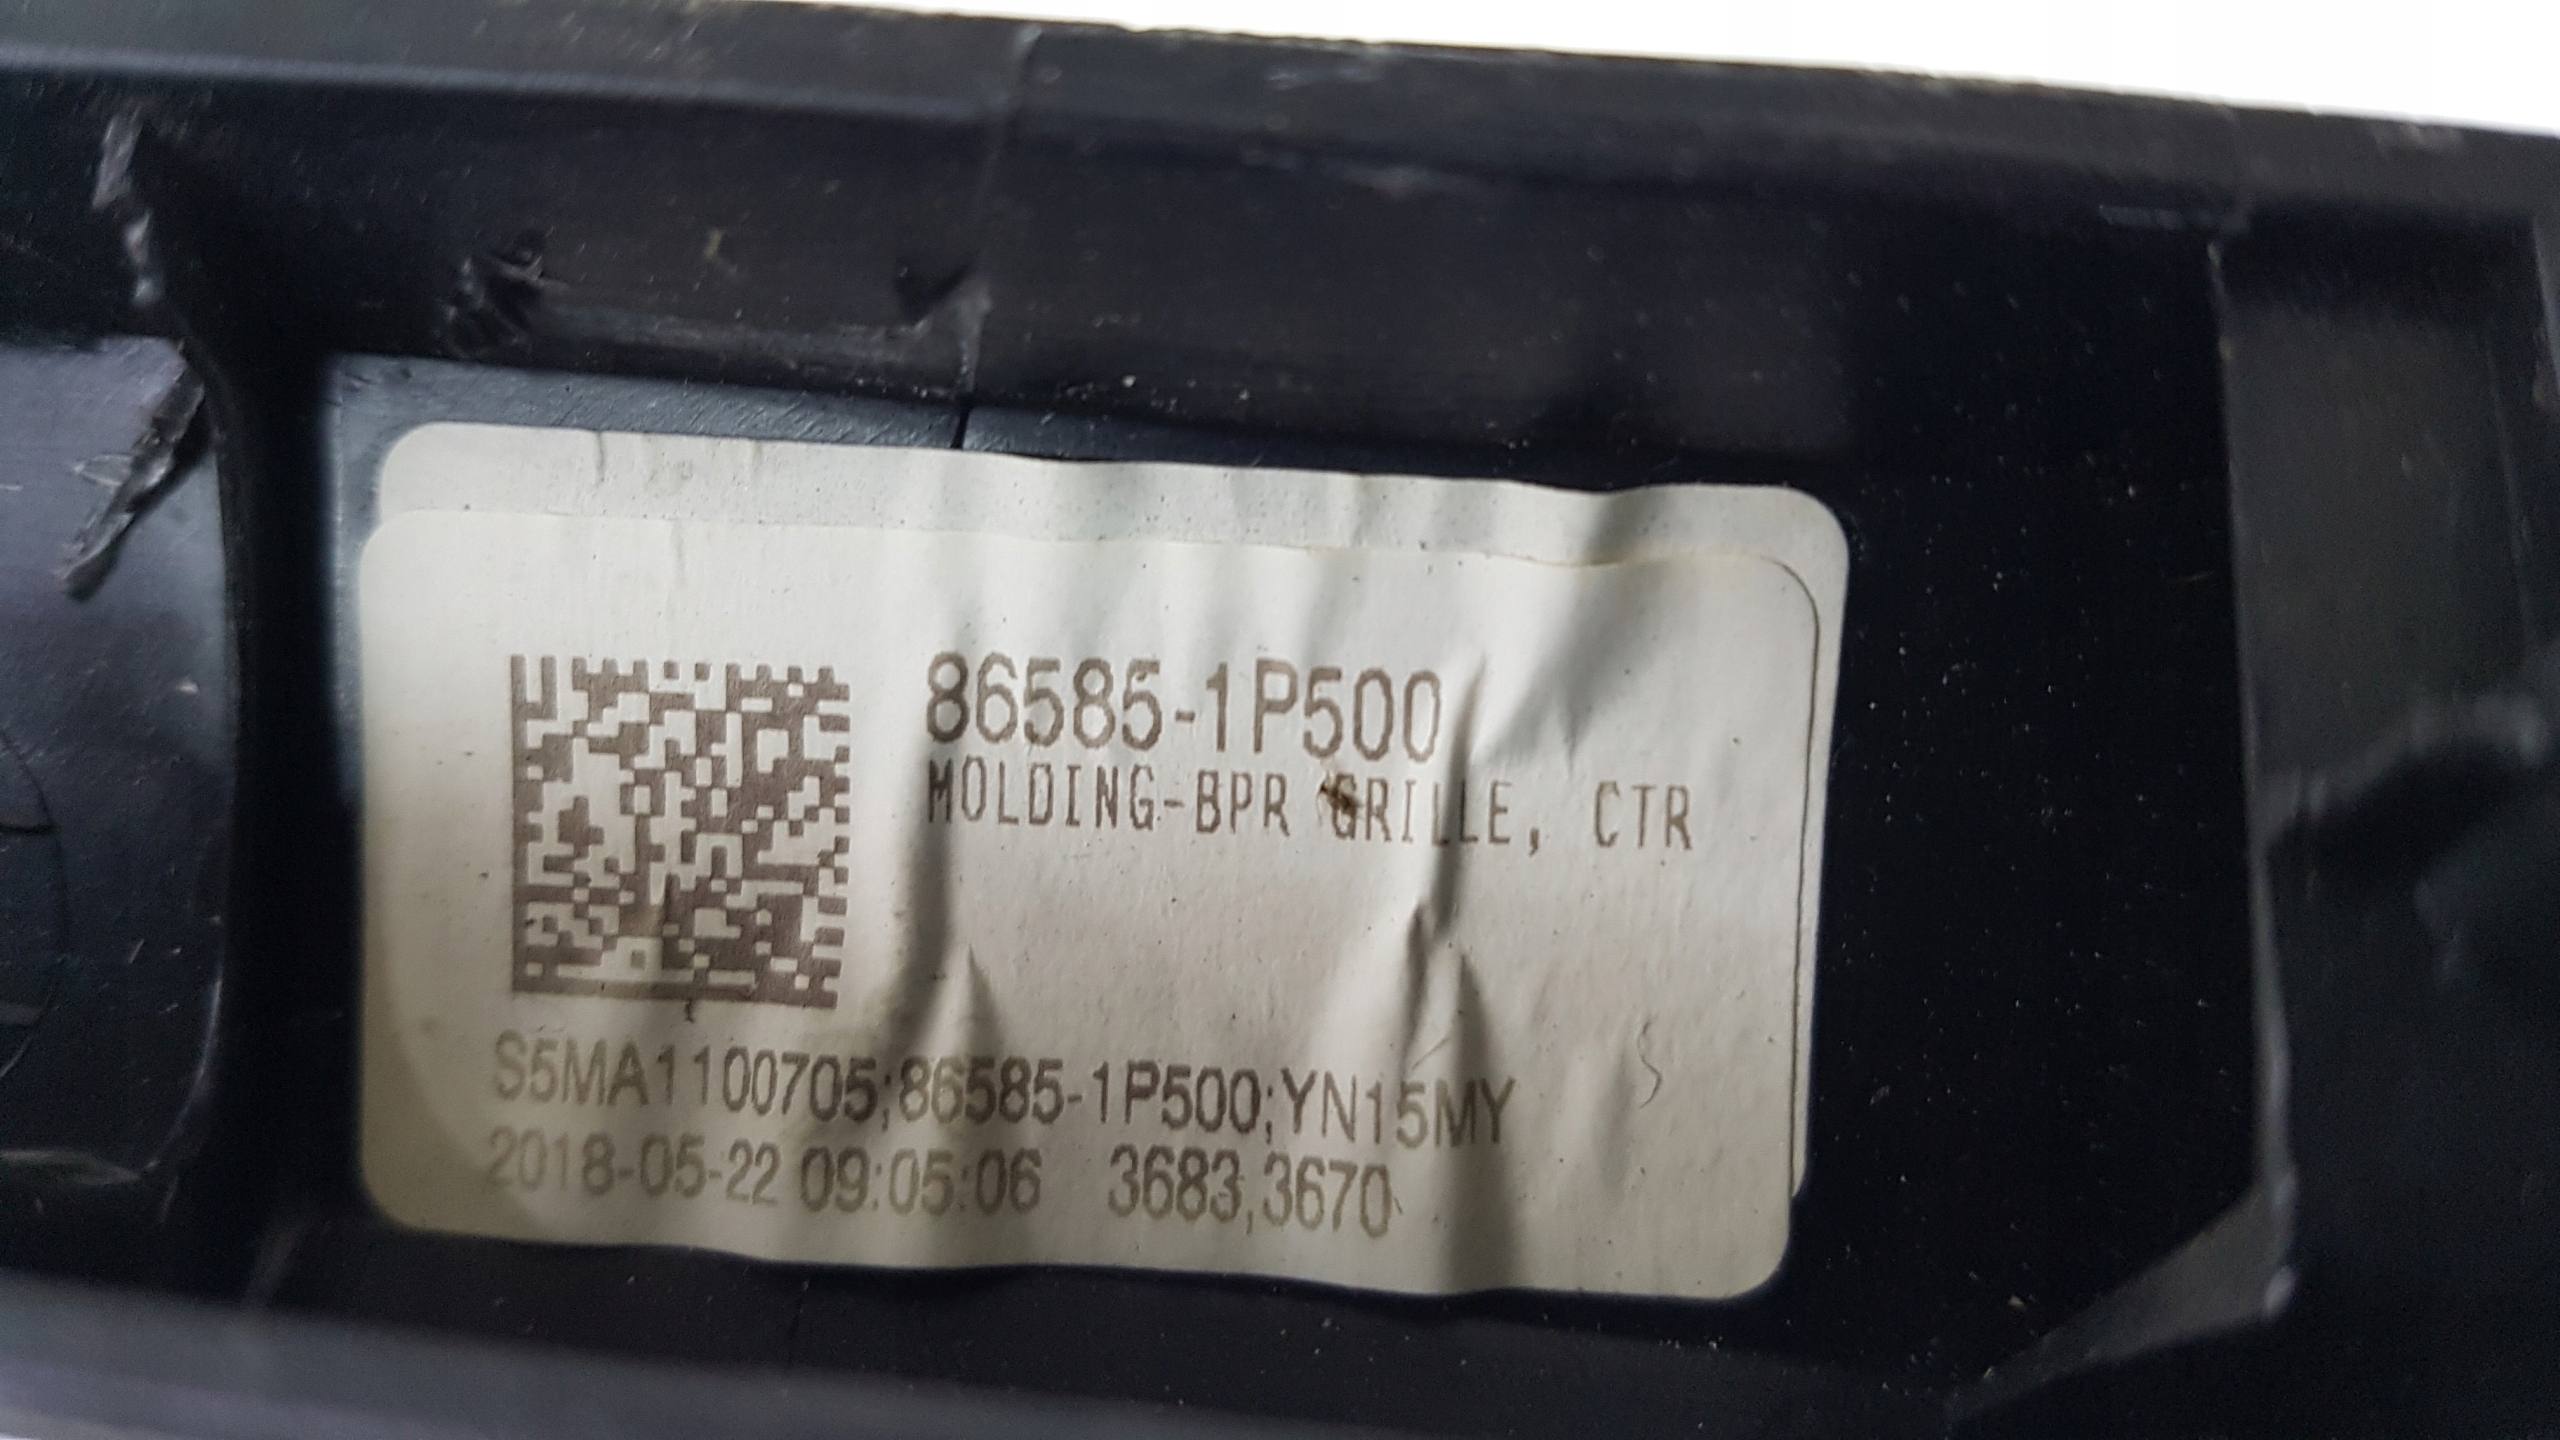 86585-1P500
MOLDING-BPR GRILLE, CTR
S5MA1100705;86585-1P500;YN15MY
2018-05-22 09:05:06 3683,3670